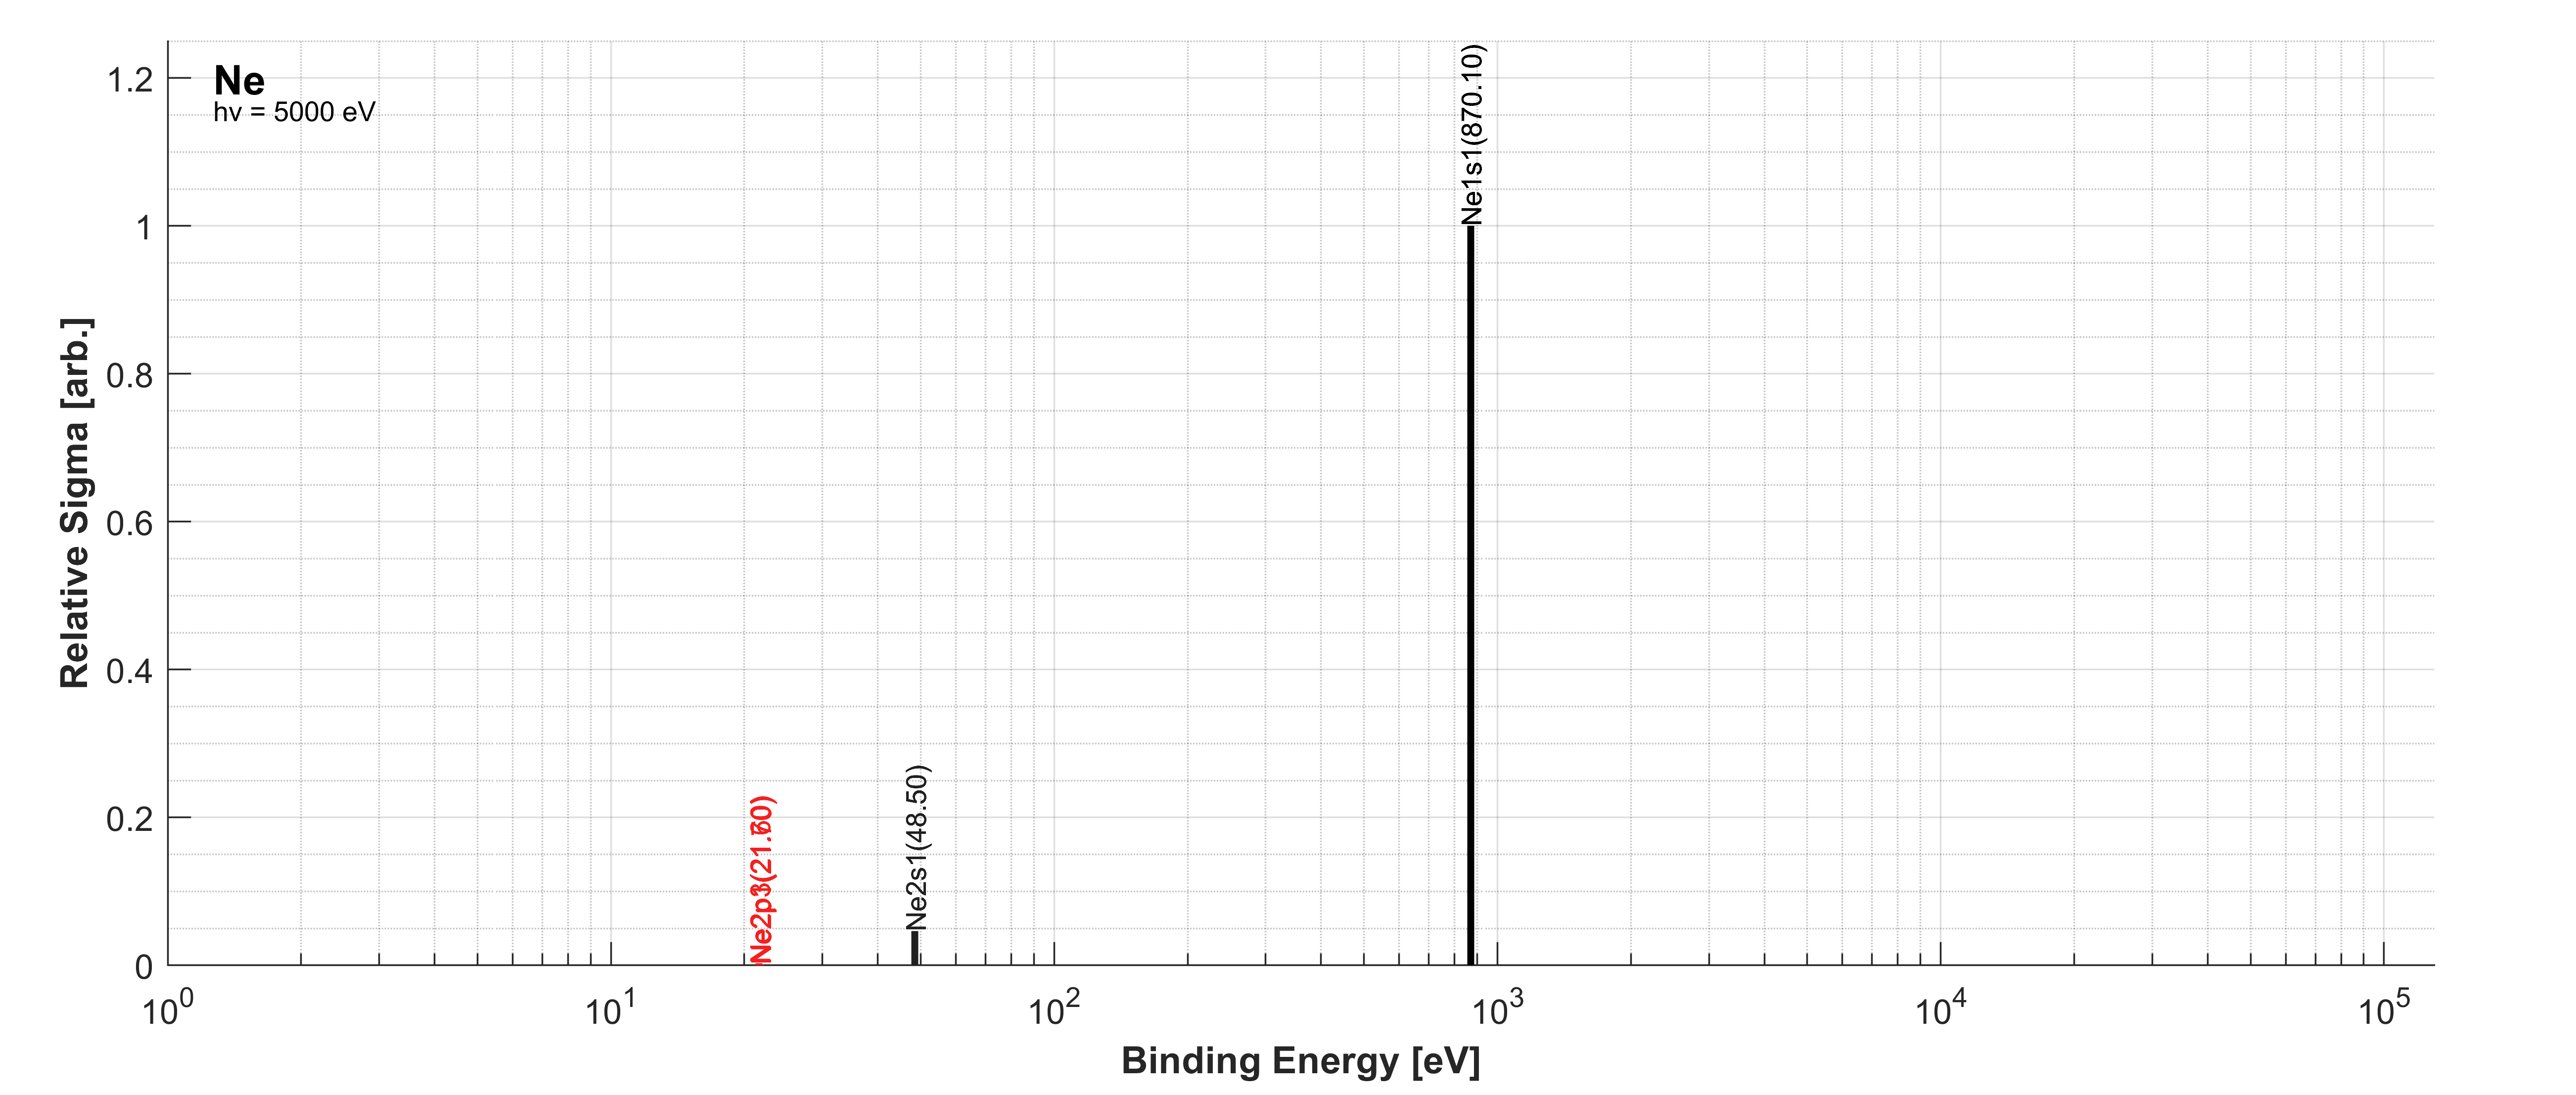 Ne
hv = 5000 eV
Relative Sigma [arb.]
1.2
1
0.8
0.6
0.4
0.2
0
Ne1s1(870.10)
Ne2s1(48.50)
10^0
10^1
10^2
10^3
10^4
10^5
Binding Energy [eV]